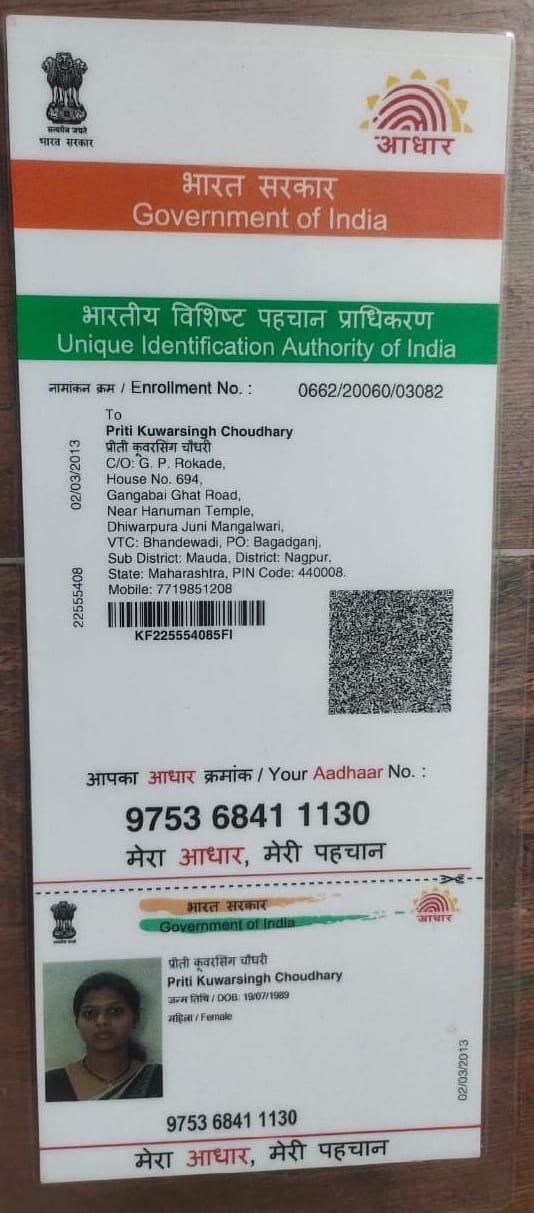 सत्यमेव जयते
भारत सरकार
आधार
भारत सरकार
Government of India
भारतीय विशिष्ट पहचान प्राधिकरण
Unique Identification Authority of India
नामांकन क्रम / Enrollment No. : 0662/20060/03082
To
Priti Kuwarsingh Choudhary
प्रीती कूवरसिंग चौधरी
C/O: G. P. Rokade,
House No. 694,
Gangabai Ghat Road,
Near Hanuman Temple,
Dhiwarpura Juni Mangalwari,
VTC: Bhandewadi, PO: Bagadganj,
Sub District: Mauda, District: Nagpur,
State: Maharashtra, PIN Code: 440008.
Mobile: 7719851208
02/03/2013
22555408
KF225554085FI
आपका आधार क्रमांक / Your Aadhaar No. :
9753 6841 1130
मेरा आधार, मेरी पहचान
भारत सरकार
Government of India
आधार
प्रीती कूवरसिंग चौधरी
Priti Kuwarsingh Choudhary
जन्म तिथि / DOB: 19/07/1989
महिला / Female
02/03/2013
9753 6841 1130
मेरा आधार, मेरी पहचान